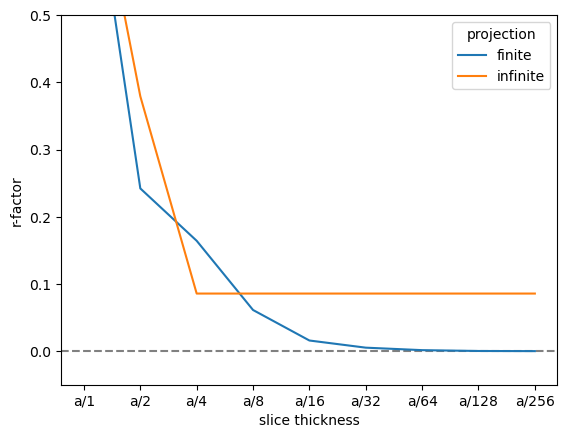 0.5
0.4
0.3
0.2
0.1
0.0
r-factor
projection
finite
infinite
a/1 a/2 a/4 a/8 a/16 a/32 a/64 a/128 a/256
slice thickness